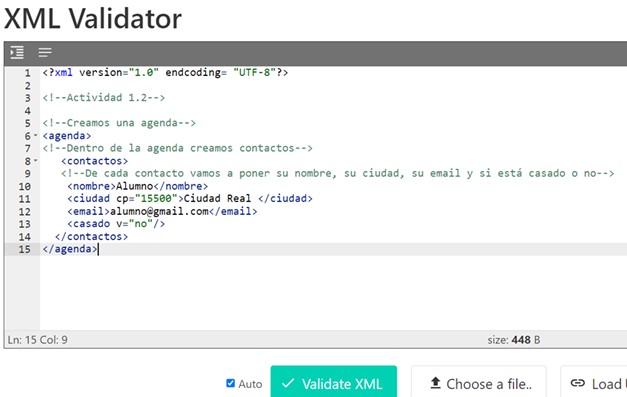 XML Validator
1 <?xml version="1.0" endcoding= "UTF-8"?>
2
3 <!--Actividad 1.2-->
4
5 <!--Creamos una agenda-->
6 <agenda>
7 <!--Dentro de la agenda creamos contactos-->
8 <contactos>
9 <!--De cada contacto vamos a poner su nombre, su ciudad, su email y si está casado o no-->
10 <nombre>Alumno</nombre>
11 <ciudad cp="15500">Ciudad Real </ciudad>
12 <email>alumno@gmail.com</email>
13 <casado v="no"/>
14 </contactos>
15 </agenda>
Ln: 15 Col: 9 size: 448 B
Auto Validate XML Choose a file.. Load